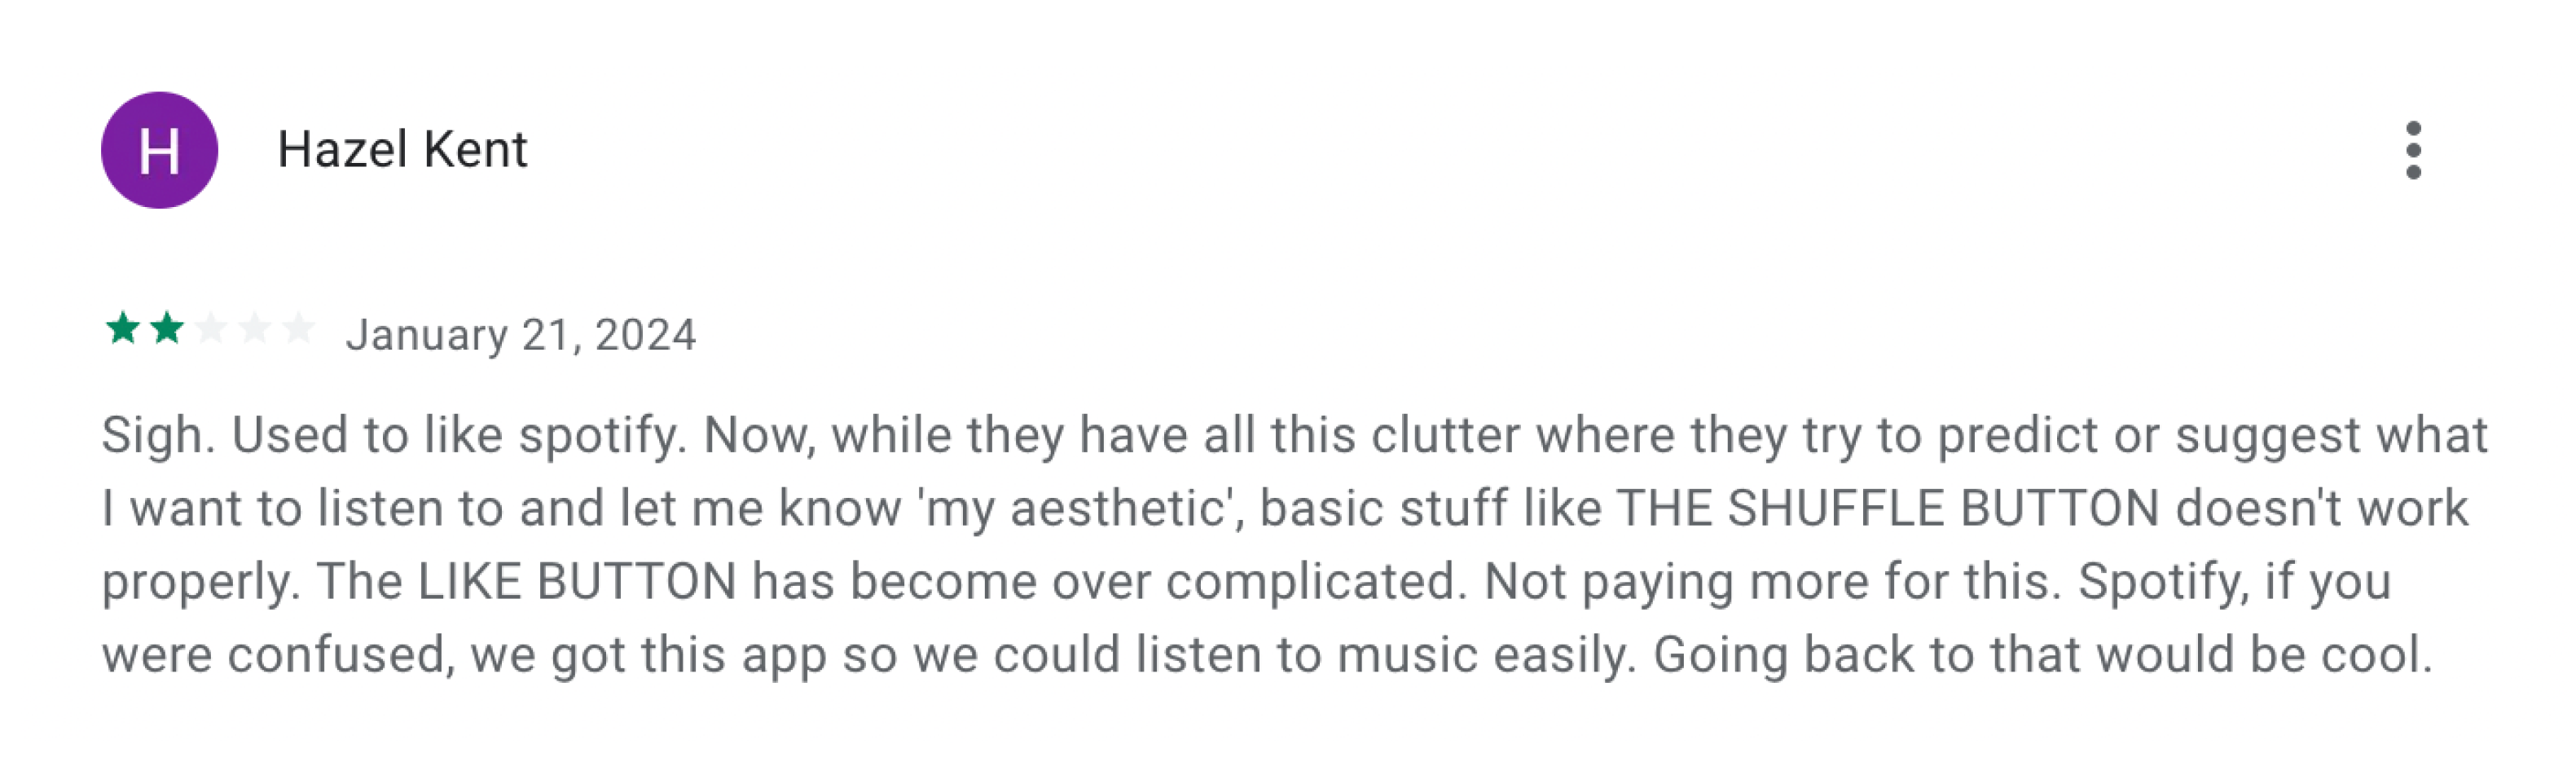 H
Hazel Kent
January 21, 2024
Sigh. Used to like spotify. Now, while they have all this clutter where they try to predict or suggest what
I want to listen to and let me know 'my aesthetic', basic stuff like THE SHUFFLE BUTTON doesn't work
properly. The LIKE BUTTON has become over complicated. Not paying more for this. Spotify, if you
were confused, we got this app so we could listen to music easily. Going back to that would be cool.